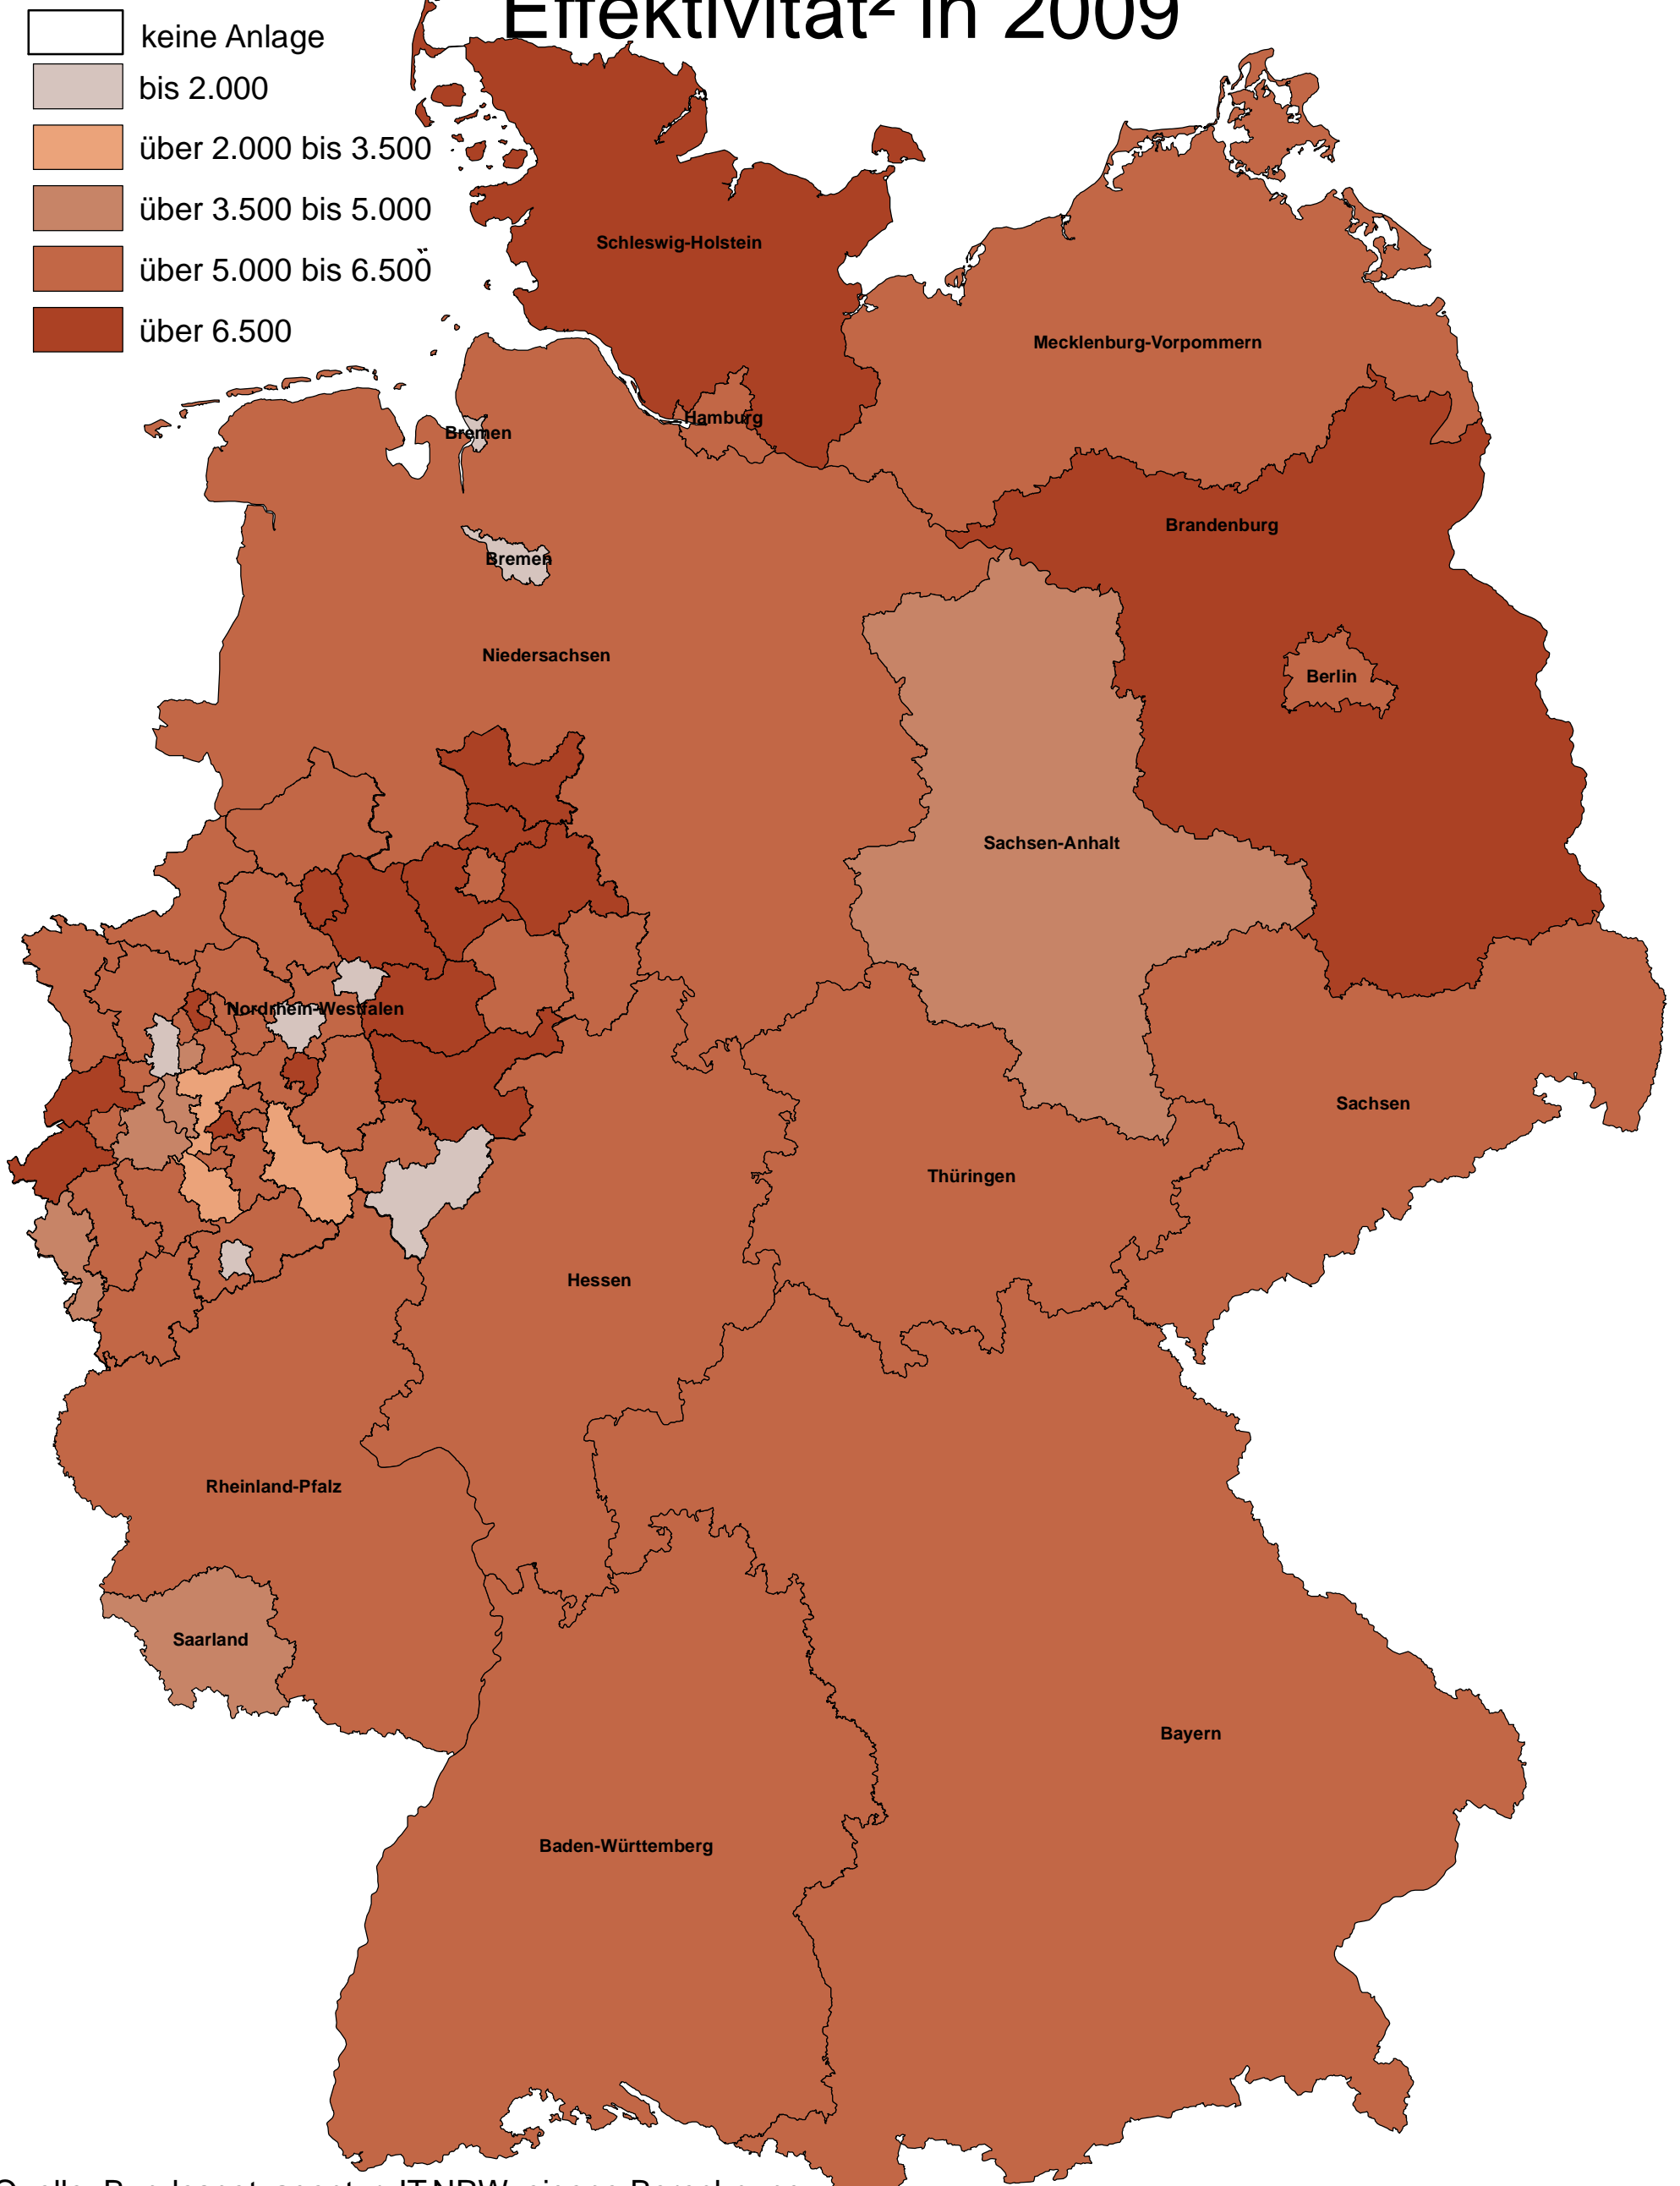 Effektivität² in 2009
keine Anlage
bis 2.000
über 2.000 bis 3.500
über 3.500 bis 5.000
über 5.000 bis 6.500
über 6.500
Schleswig-Holstein
Mecklenburg-Vorpommern
Hamburg
Bremen
Brandenburg
Bremen
Niedersachsen
Berlin
Sachsen-Anhalt
Nordrhein-Westfalen
Sachsen
Thüringen
Hessen
Rheinland-Pfalz
Saarland
Bayern
Baden-Württemberg